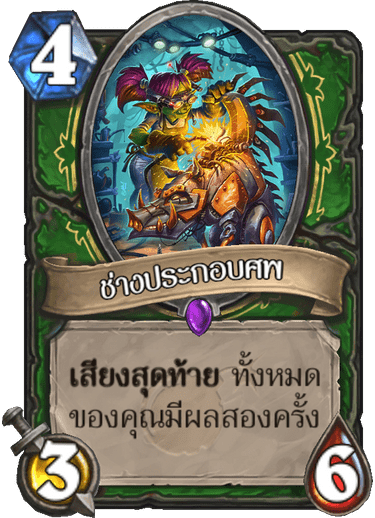 4
ช่างประกอบศพ
เสียงสุดท้าย ทั้งหมด
ของคุณมีผลสองครั้ง
3
6